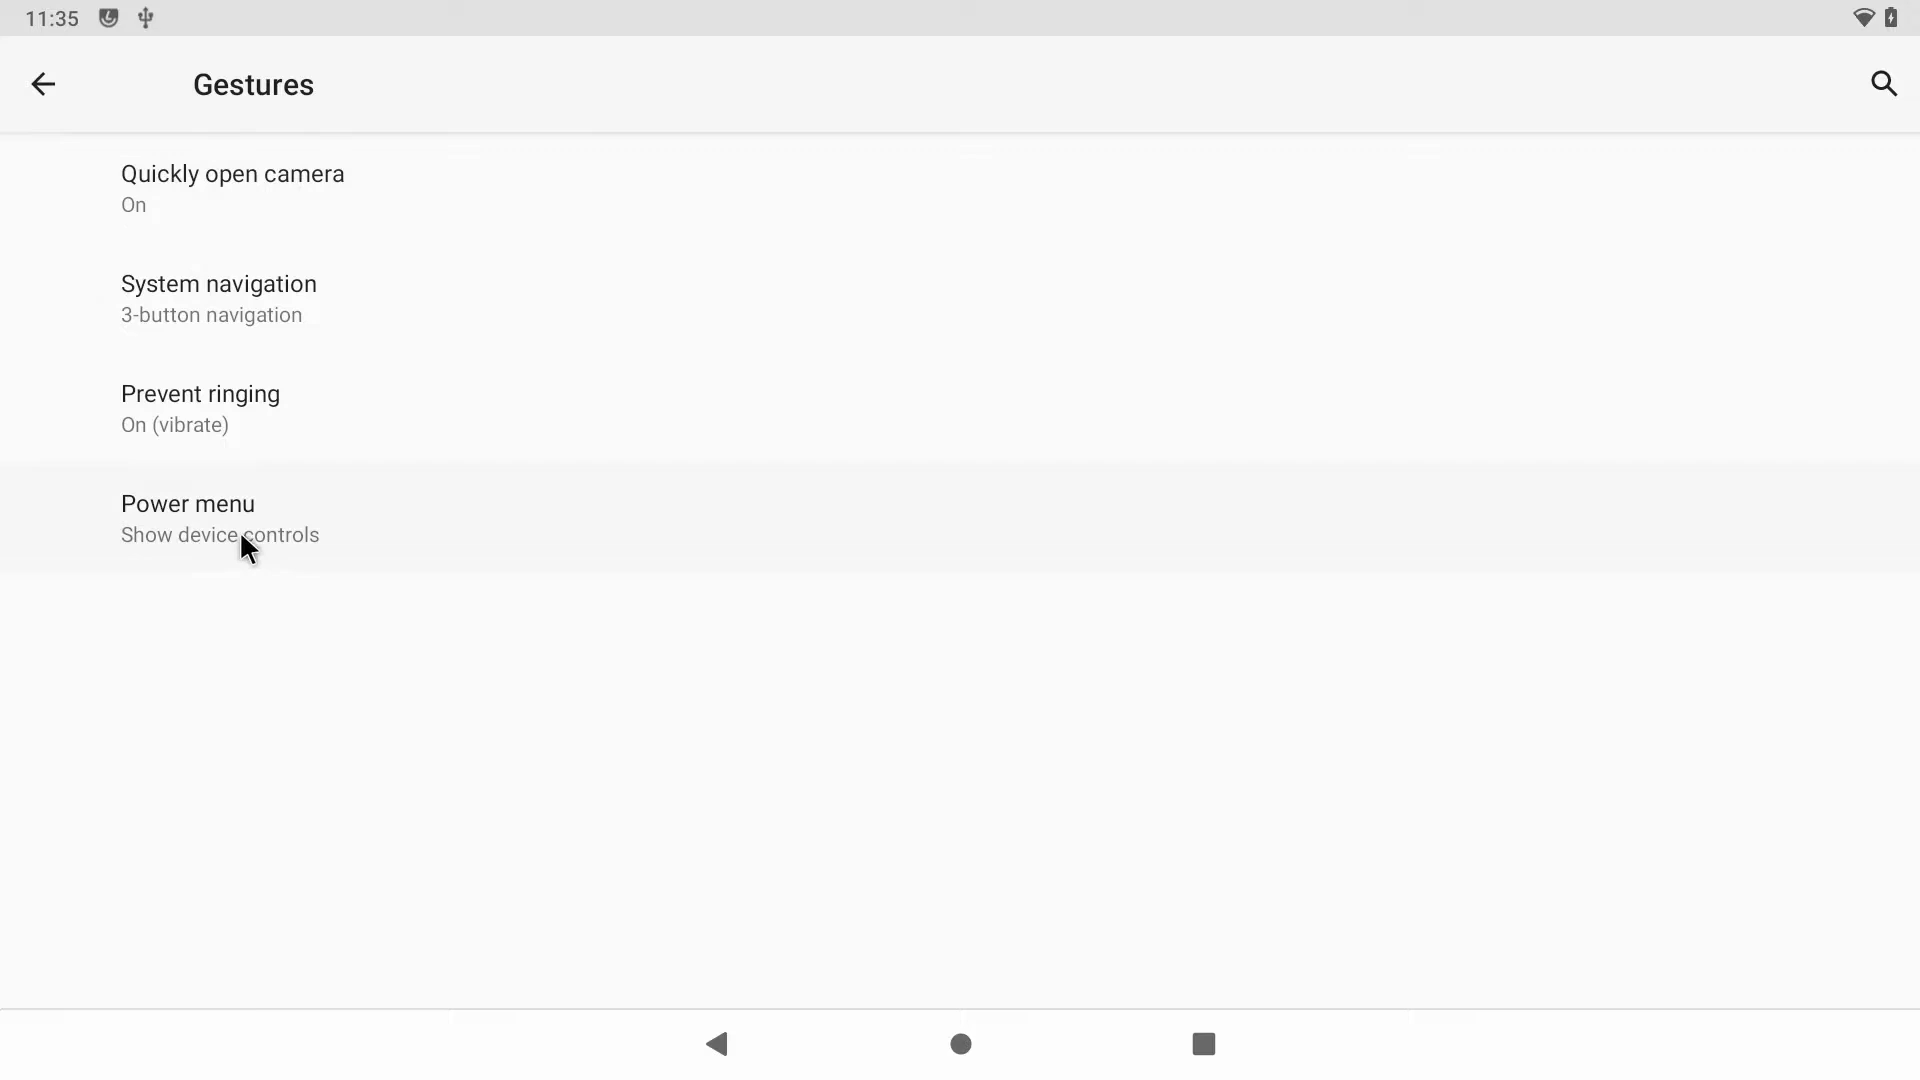 11:35
Gestures
Quickly open camera
On
System navigation
3-button navigation
Prevent ringing
On (vibrate)
Power menu
Show device controls